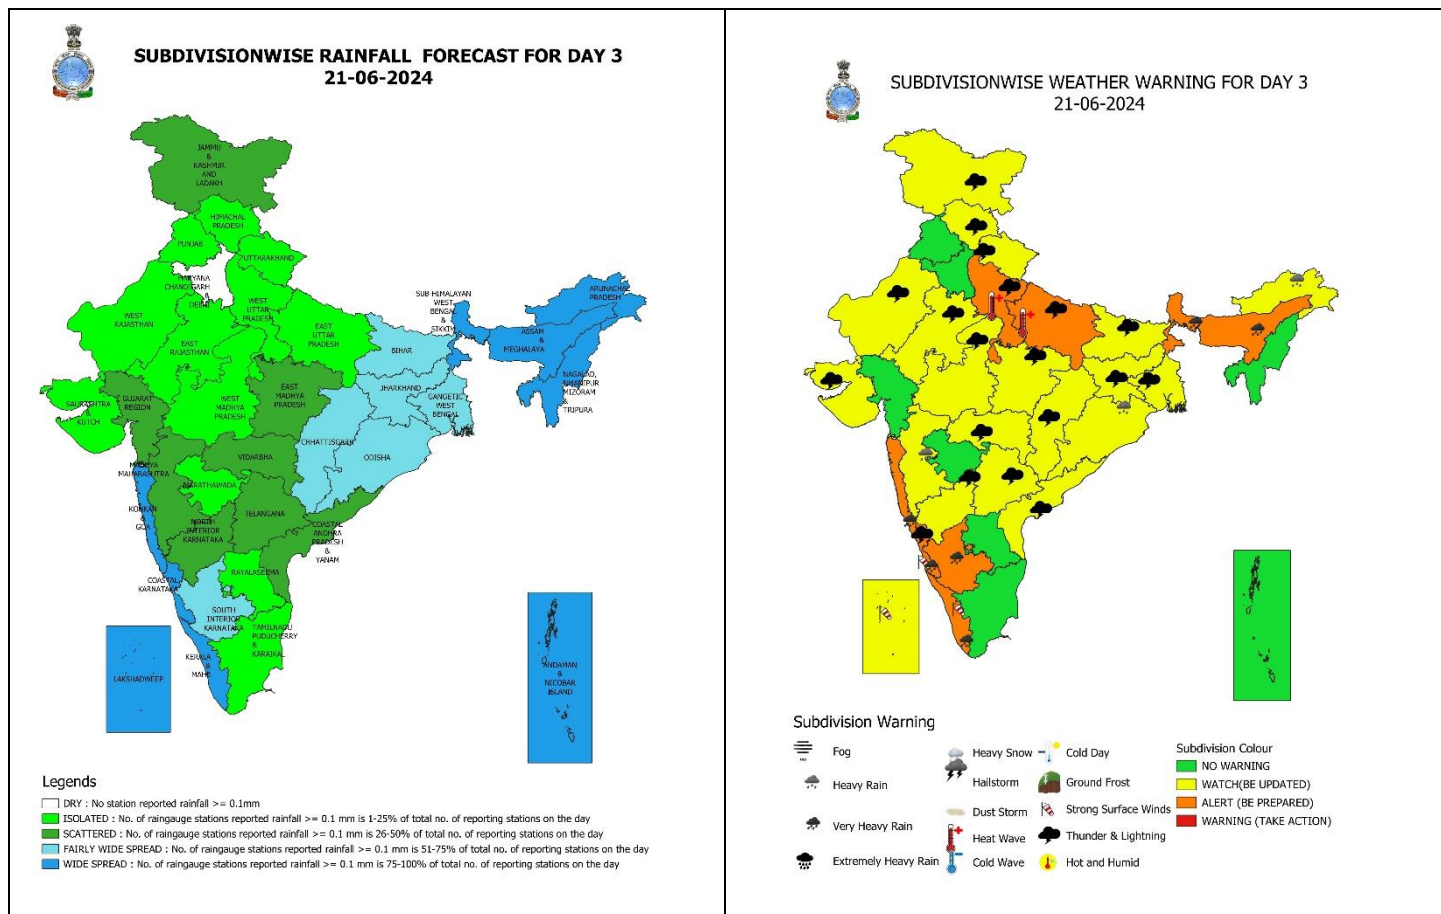 SUBDIVISIONWISE RAINFALL FORECAST FOR DAY 3
21-06-2024
JAMMU
&
KASHMIR
AND
LADAKH
HIMACHAL
PRADESH
PUNJAB
UTTARAKHAND
HARYANA
CHANDIGARH
&
DELHI
WEST
UTTAR
PRADESH
WEST
RAJASTHAN
EAST
UTTAR
PRADESH
EAST
RAJASTHAN
SUB-HIMALAYAN
WEST
BENGAL
&
SIKKIM
ARUNACHAL
PRADESH
ASSAM
&
MEGHALAYA
NAGALAD,
MANIPUR
MIZORAM
&
TRIPURA
BIHAR
JHARKHAND
GANGETIC
WEST
BENGAL
EAST
MADHYA
PRADESH
WEST
MADHYA
PRADESH
GUJARAT
REGION
SAURASHTRA
&
KUTCH
CHHATTISGARH
ODISHA
VIDARBHA
MADHYA
MAHARASHTRA
MARATHAWADA
KONKAN
&
GOA
TELANGANA
NORTH
INTERIOR
KARNATAKA
COASTAL
ANDHRA
PRADESH
&
YANAM
COASTAL
KARNATAKA
RAYALASEEMA
SOUTH
INTERIOR
KARNATAKA
TAMILNADU
PUDUCHERRY
&
KARAIKAL
KERALA
&
MAHE
LAKSHADWEEP
ANDAMAN
&
NICOBAR
ISLAND
Legends
DRY : No station reported rainfall >= 0.1mm
ISOLATED : No. of raingauge stations reported rainfall >= 0.1 mm is 1-25% of total no. of reporting stations on the day
SCATTERED : No. of raingauge stations reported rainfall >= 0.1 mm is 26-50% of total no. of reporting stations on the day
FAIRLY WIDE SPREAD : No. of raingauge stations reported rainfall >= 0.1 mm is 51-75% of total no. of reporting stations on the day
WIDE SPREAD : No. of raingauge stations reported rainfall >= 0.1 mm is 75-100% of total no. of reporting stations on the day
SUBDIVISIONWISE WEATHER WARNING FOR DAY 3
21-06-2024
Subdivision Warning
Fog
Heavy Rain
Very Heavy Rain
Extremely Heavy Rain
Heavy Snow
Hailstorm
Dust Storm
Heat Wave
Cold Wave
Cold Day
Ground Frost
Strong Surface Winds
Thunder & Lightning
Hot and Humid
Subdivision Colour
NO WARNING
WATCH(BE UPDATED)
ALERT (BE PREPARED)
WARNING (TAKE ACTION)